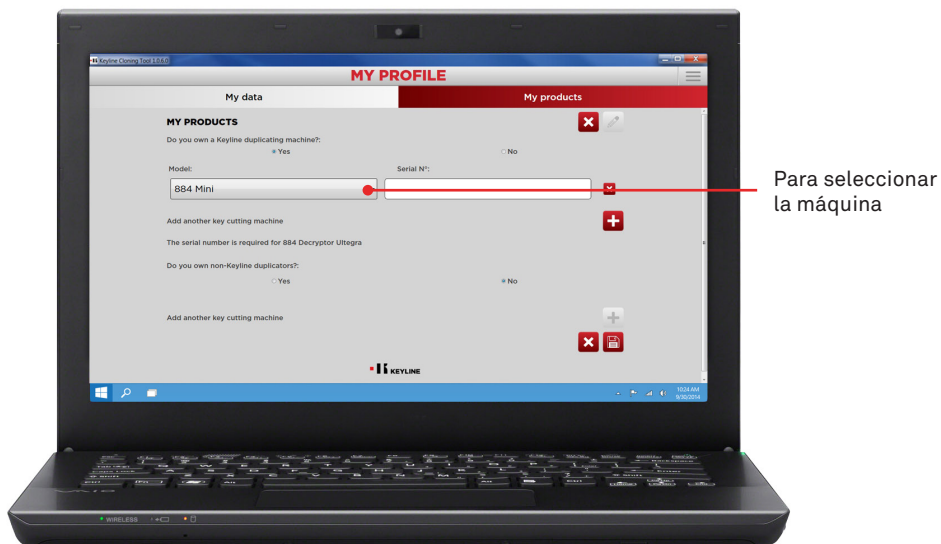 Keyline Cloning Tool 1.0.6.0
MY PROFILE
My data
My products
MY PRODUCTS
Do you own a Keyline duplicating machine?:
Yes
No
Model:
Serial N°:
884 Mini
Para seleccionar
la máquina
Add another key cutting machine
The serial number is required for 884 Decryptor Ultegra
Do you own non-Keyline duplicators?:
Yes
No
Add another key cutting machine
KEYLINE
10:24 AM
9/30/2014
VAIO
WIRELESS